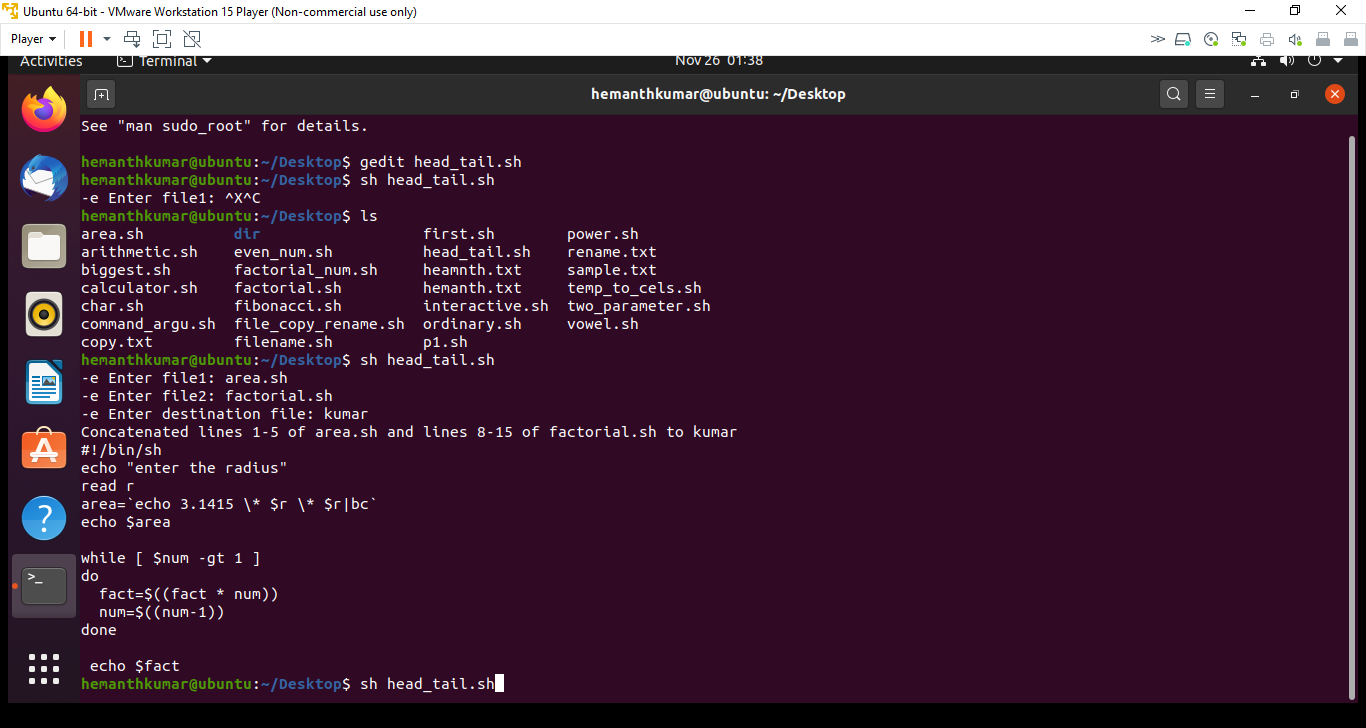 Ubuntu 64-bit - VMware Workstation 15 Player (Non-commercial use only)
Player
Activities Terminal Nov 26 01:38
hemanthkumar@ubuntu: ~/Desktop
See "man sudo_root" for details.
hemanthkumar@ubuntu:~/Desktop$ gedit head_tail.sh
hemanthkumar@ubuntu:~/Desktop$ sh head_tail.sh
-e Enter file1: ^X^C
hemanthkumar@ubuntu:~/Desktop$ ls
area.sh dir first.sh power.sh
arithmetic.sh even_num.sh head_tail.sh rename.txt
biggest.sh factorial_num.sh heamnth.txt sample.txt
calculator.sh factorial.sh hemanth.txt temp_to_cels.sh
char.sh fibonacci.sh interactive.sh two_parameter.sh
command_argu.sh file_copy_rename.sh ordinary.sh vowel.sh
copy.txt filename.sh p1.sh
hemanthkumar@ubuntu:~/Desktop$ sh head_tail.sh
-e Enter file1: area.sh
-e Enter file2: factorial.sh
-e Enter destination file: kumar
Concatenated lines 1-5 of area.sh and lines 8-15 of factorial.sh to kumar
#!/bin/sh
echo "enter the radius"
read r
area=`echo 3.1415 \* $r \* $r|bc`
echo $area
while [ $num -gt 1 ]
do
fact=$((fact * num))
num=$((num-1))
done
echo $fact
hemanthkumar@ubuntu:~/Desktop$ sh head_tail.sh